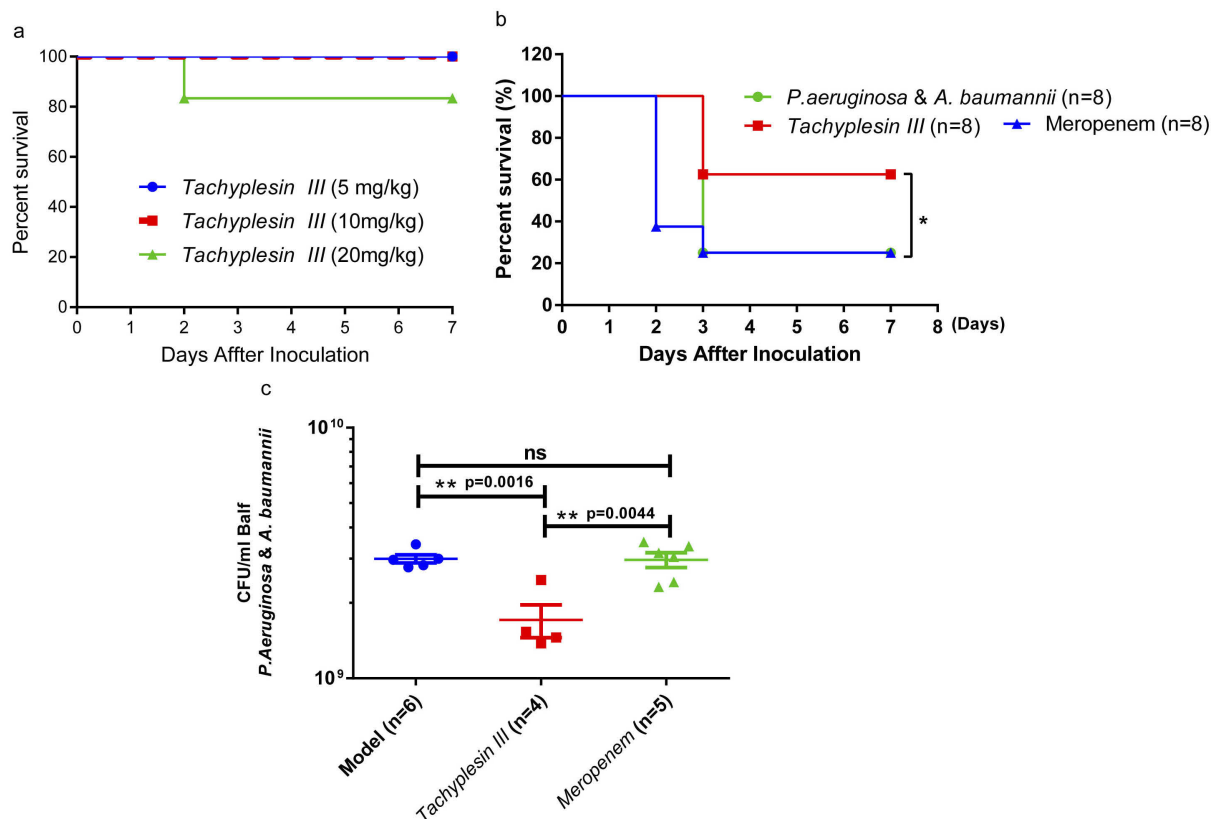 a
Percent survival
100
80
60
40
20
0
Tachyplesin III (5 mg/kg)
Tachyplesin III (10mg/kg)
Tachyplesin III (20mg/kg)
0 1 2 3 4 5 6 7
Days Affter Inoculation
b
Percent survival (%)
120
100
80
60
40
20
0
P.aeruginosa & A. baumannii (n=8)
Tachyplesin III (n=8) Meropenem (n=8)
*
0 1 2 3 4 5 6 7 8 (Days)
Days Affter Inoculation
c
CFU/ml Balf
P.Aeruginosa & A. baumannii
10^10
10^9
ns
** p=0.0016
** p=0.0044
Model (n=6)
Tachyplesin III (n=4)
Meropenem (n=5)